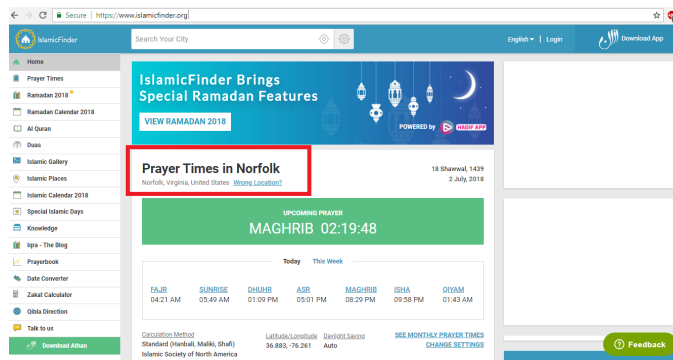 Secure | https://www.islamicfinder.org
IslamicFinder
Search Your City
English
Login
Download App
Home
Prayer Times
Ramadan 2018
Ramadan Calendar 2018
Al Quran
Duas
Islamic Gallery
Islamic Places
Islamic Calendar 2018
Special Islamic Days
Knowledge
Iqra - The Blog
Prayerbook
Date Converter
Zakat Calculator
Qibla Direction
Talk to us
Download Athan
IslamicFinder Brings
Special Ramadan Features
VIEW RAMADAN 2018
POWERED by HADIF APP
Prayer Times in Norfolk
Norfolk, Virginia, United States Wrong Location?
18 Shawwal, 1439
2 July, 2018
UPCOMING PRAYER
MAGHRIB 02:19:48
Today This Week
FAJR SUNRISE DHUHR ASR MAGHRIB ISHA QIYAM
04:21 AM 05:49 AM 01:09 PM 05:01 PM 08:29 PM 09:58 PM 01:43 AM
Calculation Method
Standard (Hanbali, Maliki, Shafi)
Islamic Society of North America
Latitude/Longitude
36.883, -76.261
Daylight Saving
Auto
SEE MONTHLY PRAYER TIMES
CHANGE SETTINGS
Feedback